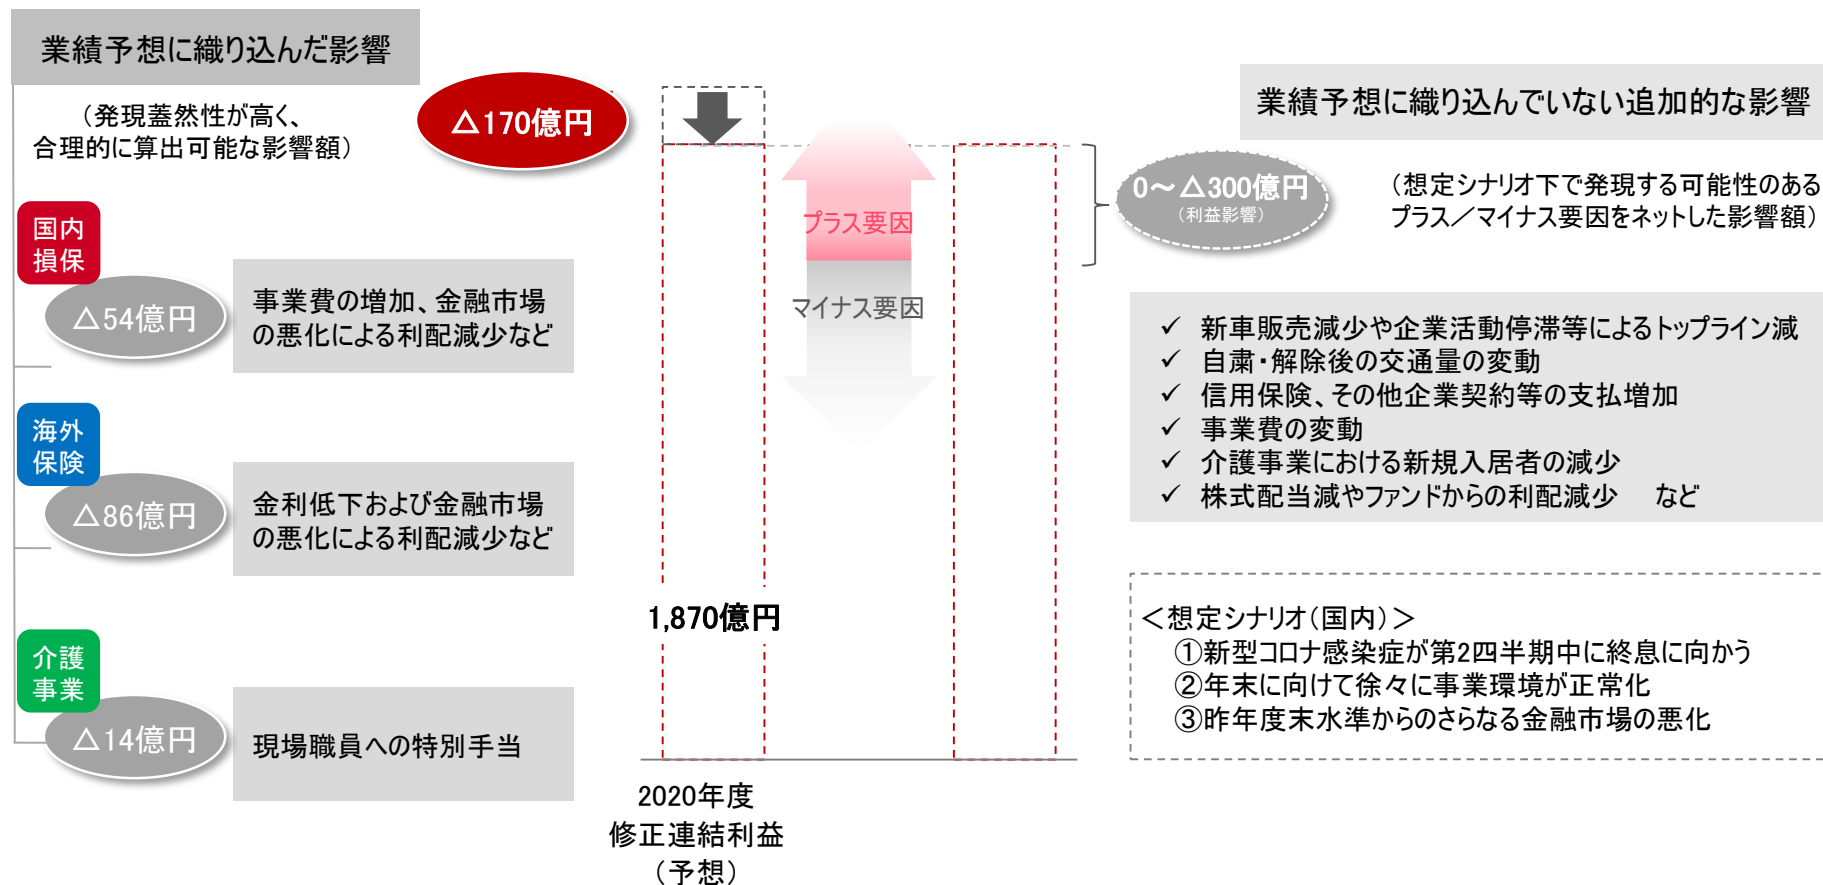 業績予想に織り込んだ影響
（発現蓋然性が高く、
合理的に算出可能な影響額）
△170億円
国内
損保
△54億円
事業費の増加、金融市場
の悪化による利配減少など
海外
保険
△86億円
金利低下および金融市場
の悪化による利配減少など
介護
事業
△14億円
現場職員への特別手当
プラス要因
マイナス要因
1,870億円
2020年度
修正連結利益
（予想）
業績予想に織り込んでいない追加的な影響
0～△300億円
（利益影響）
（想定シナリオ下で発現する可能性のある
プラス／マイナス要因をネットした影響額）
✓ 新車販売減少や企業活動停滞等によるトップライン減
✓ 自粛・解除後の交通量の変動
✓ 信用保険、その他企業契約等の支払増加
✓ 事業費の変動
✓ 介護事業における新規入居者の減少
✓ 株式配当減やファンドからの利配減少　など
＜想定シナリオ（国内）＞
①新型コロナ感染症が第2四半期中に終息に向かう
②年末に向けて徐々に事業環境が正常化
③昨年度末水準からのさらなる金融市場の悪化